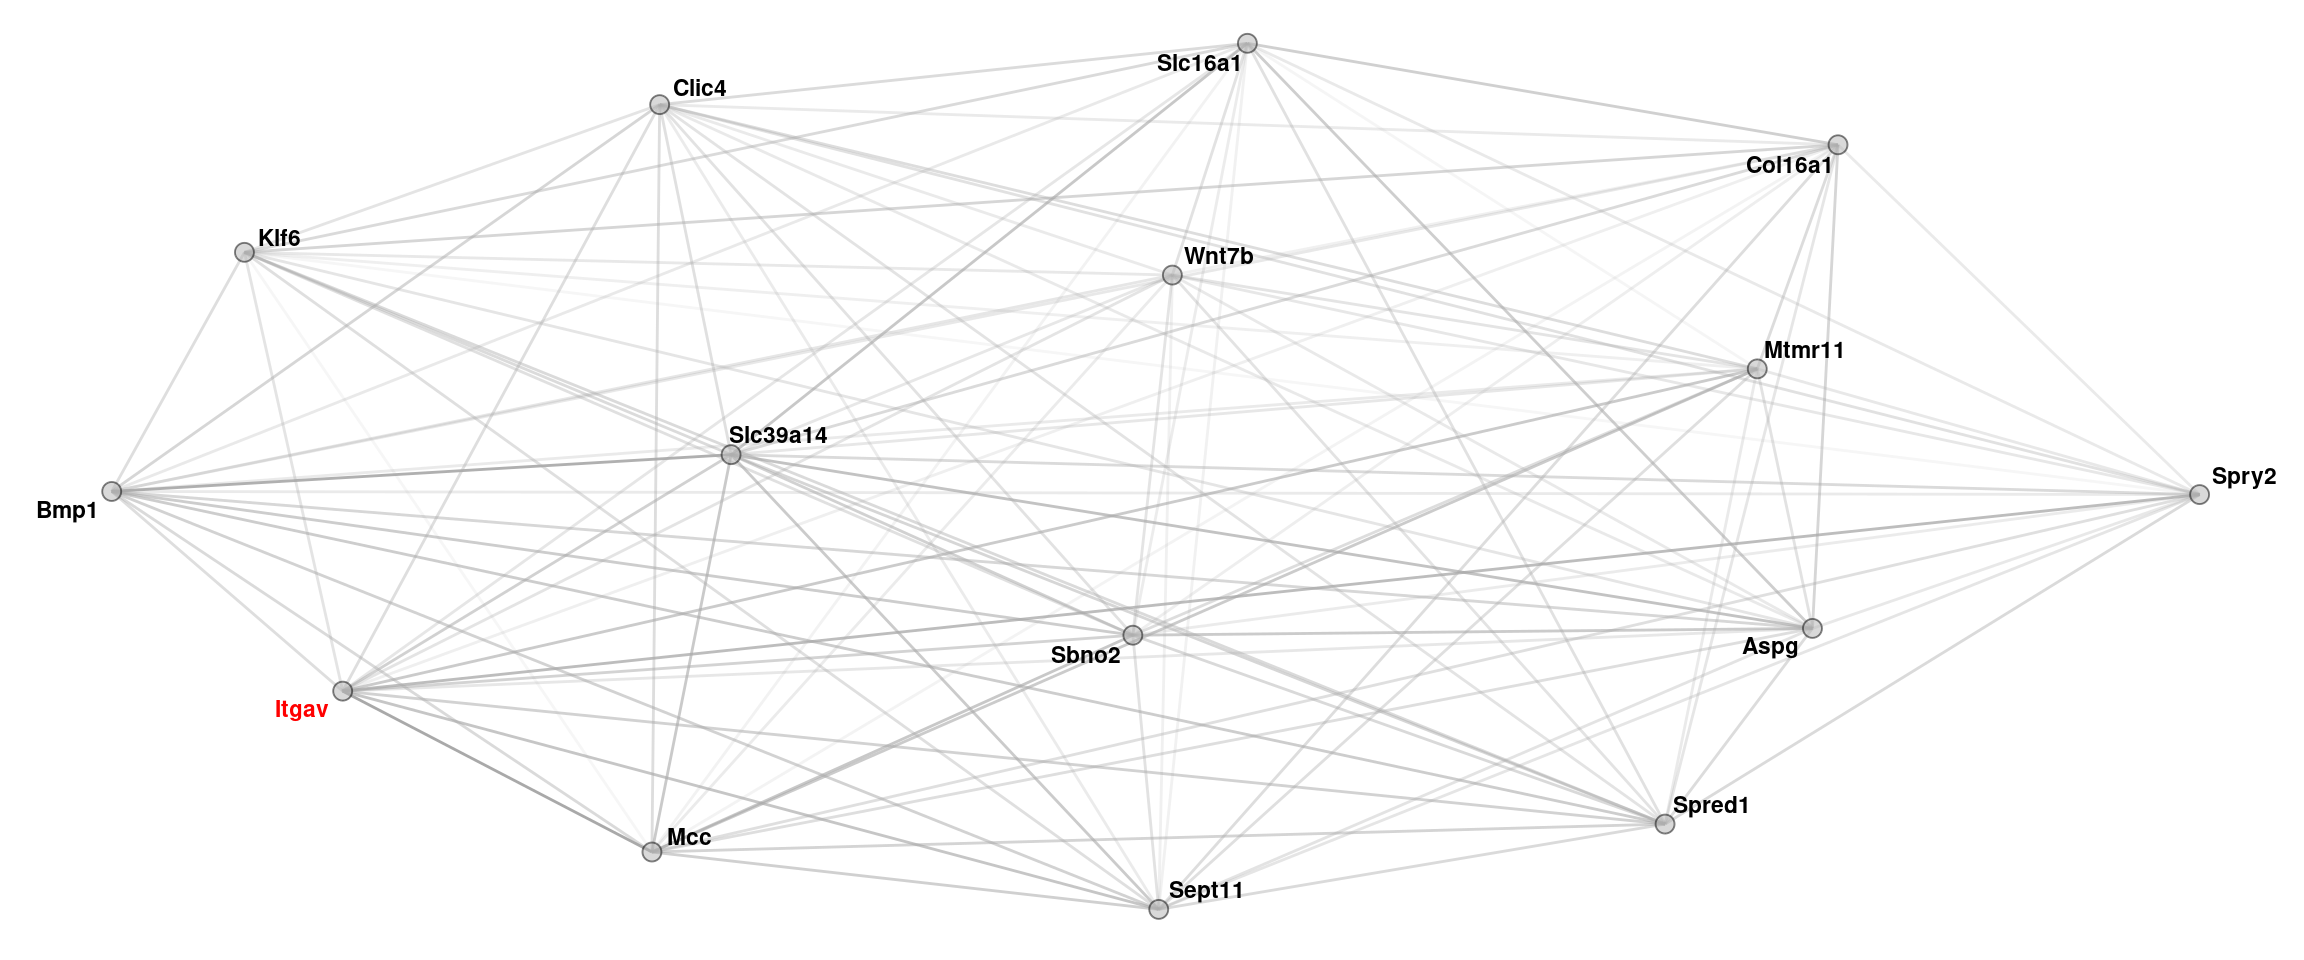 Slc16a1
Clic4
Col16a1
Klf6
Wnt7b
Mtmr11
Slc39a14
Spry2
Bmp1
Aspg
Sbno2
Itgav
Spred1
Mcc
Sept11